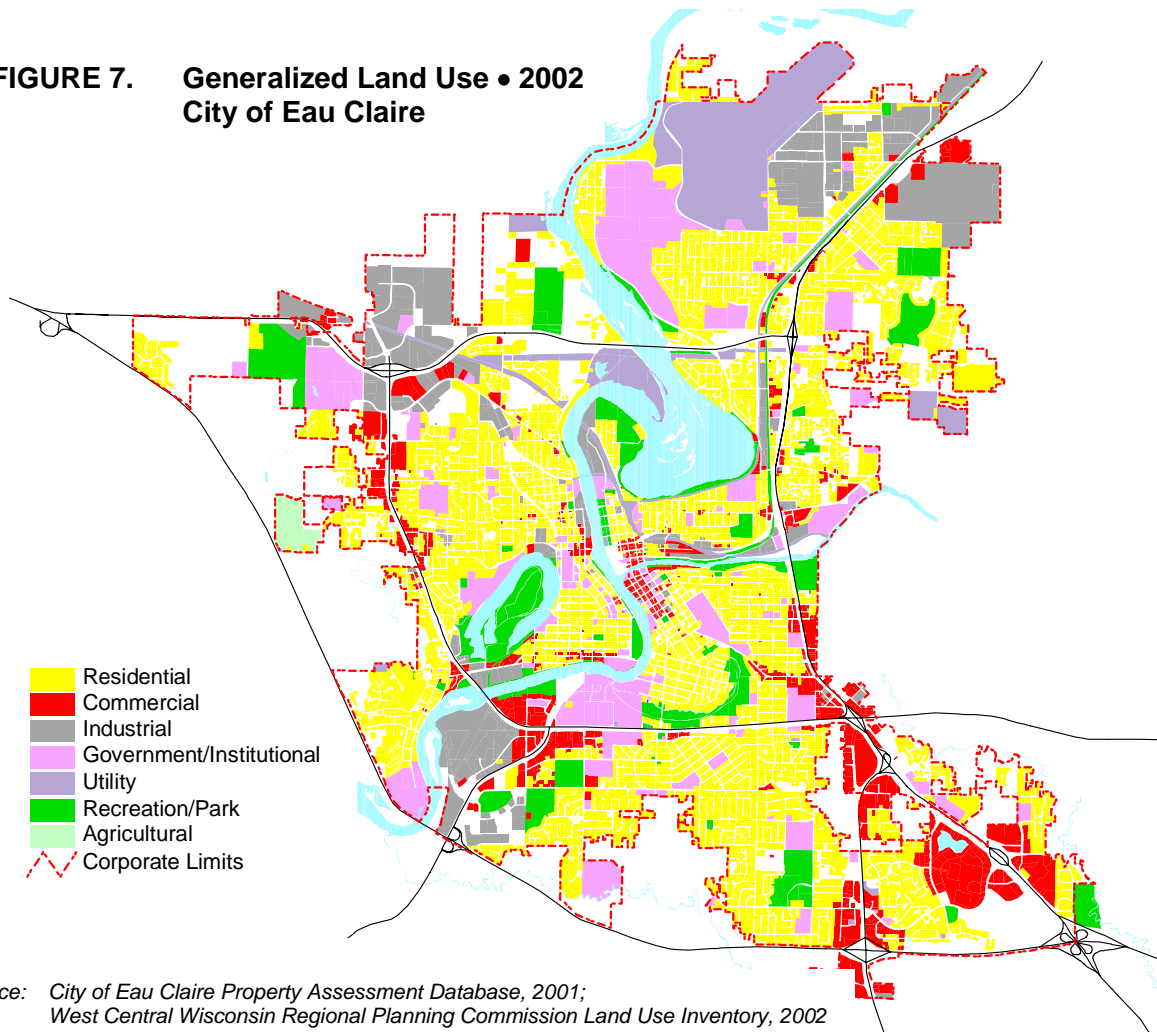 FIGURE 7. Generalized Land Use • 2002
City of Eau Claire
Residential
Commercial
Industrial
Government/Institutional
Utility
Recreation/Park
Agricultural
Corporate Limits
ce: City of Eau Claire Property Assessment Database, 2001;
West Central Wisconsin Regional Planning Commission Land Use Inventory, 2002